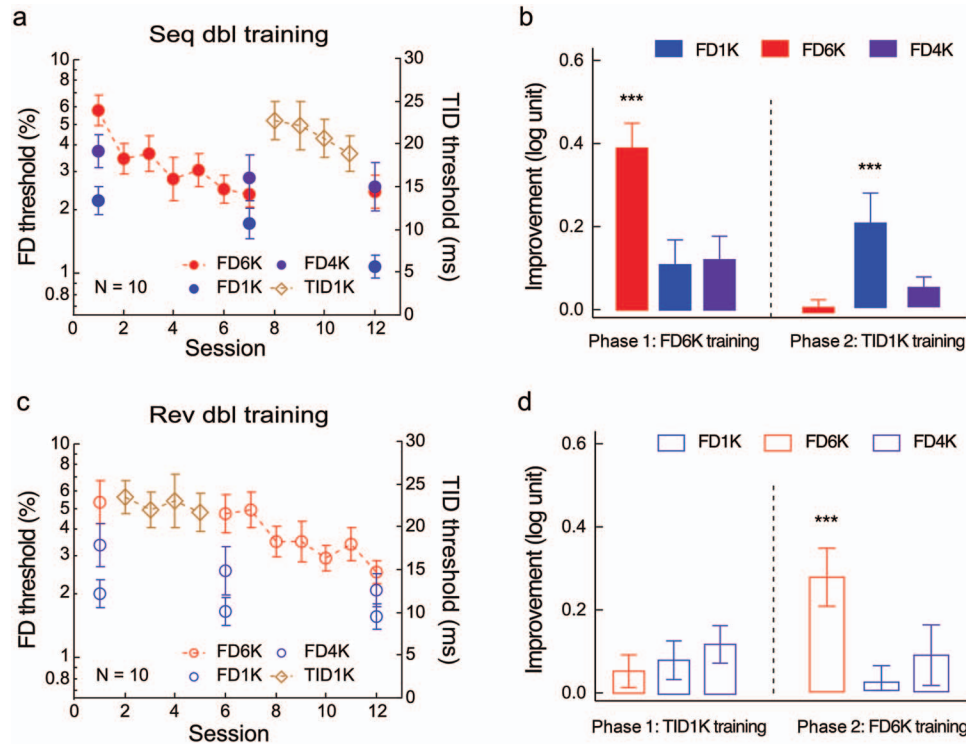 a
Seq dbl training
FD threshold (%)
10
8
6
5
4
3
2
1
0.8
30
25
20
15
10
5
0
TID threshold (ms)
N = 10
FD6K
FD4K
FD1K
TID1K
0 2 4 6 8 10 12
Session
b
FD1K FD6K FD4K
Improvement (log unit)
0.6
0.4
0.2
0.0
***
***
Phase 1: FD6K training
Phase 2: TID1K training
c
Rev dbl training
FD threshold (%)
10
8
6
5
4
3
2
1
0.8
30
25
20
15
10
5
0
TID threshold (ms)
N = 10
FD6K
FD4K
FD1K
TID1K
0 2 4 6 8 10 12
Session
d
FD1K FD6K FD4K
Improvement (log unit)
0.6
0.4
0.2
0.0
***
Phase 1: TID1K training
Phase 2: FD6K training